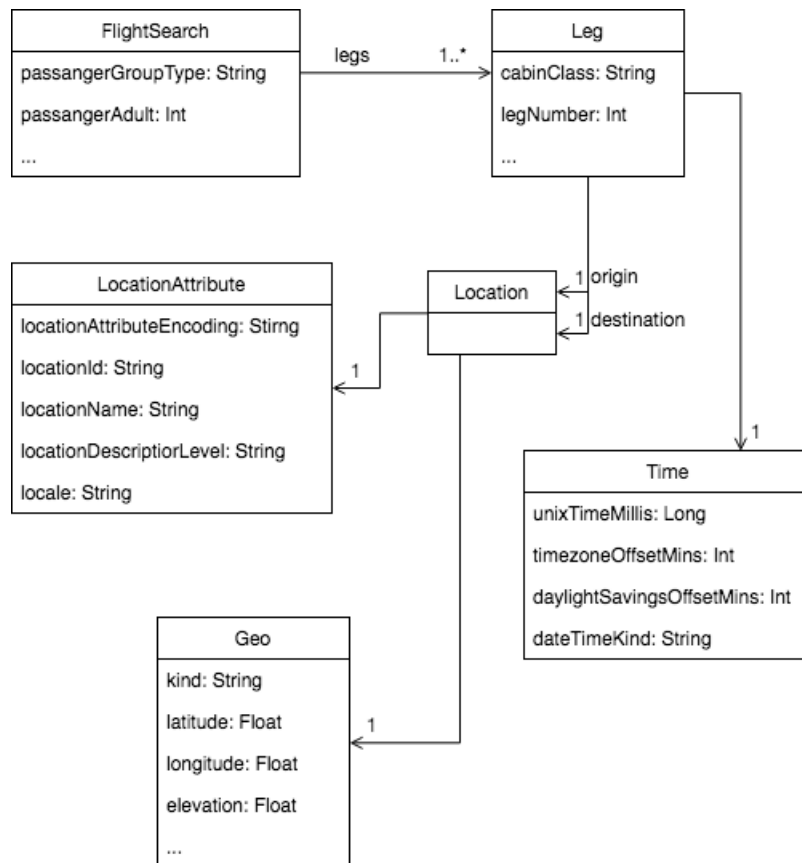 FlightSearch
passangerGroupType: String
passangerAdult: Int
...
legs
1..*
Leg
cabinClass: String
legNumber: Int
...
LocationAttribute
locationAttributeEncoding: Stirng
locationId: String
locationName: String
locationDescriptiorLevel: String
locale: String
1
Location
1 origin
1 destination
1
Time
unixTimeMillis: Long
timezoneOffsetMins: Int
daylightSavingsOffsetMins: Int
dateTimeKind: String
Geo
kind: String
latitude: Float
longitude: Float
elevation: Float
...
1